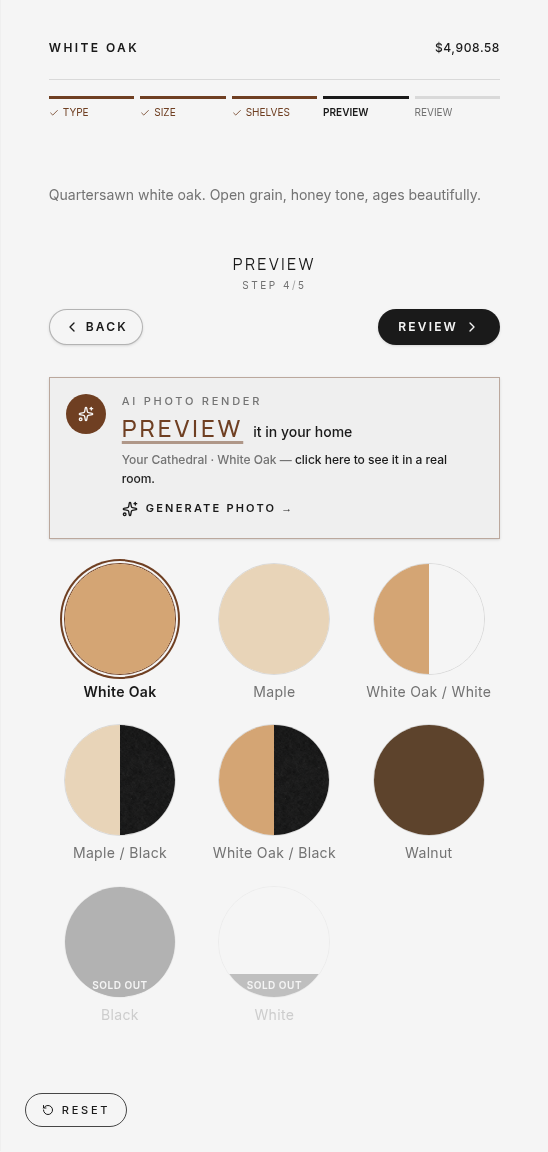 WHITE OAK $4,908.58
TYPE SIZE SHELVES PREVIEW REVIEW
Quartersawn white oak. Open grain, honey tone, ages beautifully.
PREVIEW
STEP 4/5
BACK REVIEW
AI PHOTO RENDER
PREVIEW it in your home
Your Cathedral · White Oak — click here to see it in a real
room.
GENERATE PHOTO →
White Oak Maple White Oak / White
Maple / Black White Oak / Black Walnut
SOLD OUT SOLD OUT
Black White
RESET